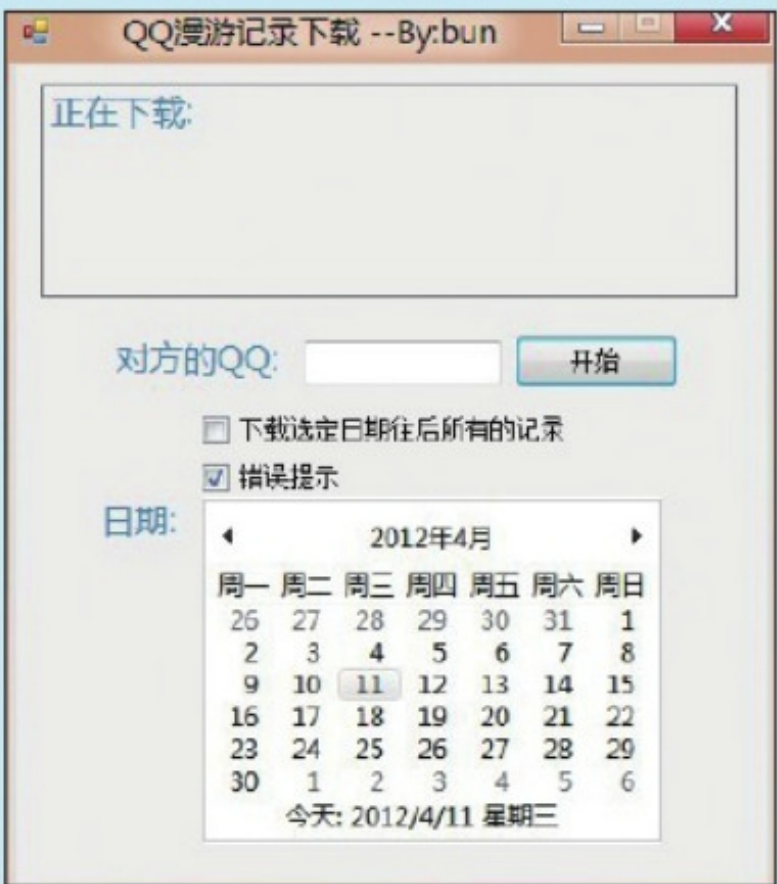 QQ漫游记录下载 --By:bun
正在下载:
对方的QQ: 开始
下载选定日期往后所有的记录
错误提示
日期:
2012年4月
周一 周二 周三 周四 周五 周六 周日
26 27 28 29 30 31 1
2 3 4 5 6 7 8
9 10 11 12 13 14 15
16 17 18 19 20 21 22
23 24 25 26 27 28 29
30 1 2 3 4 5 6
今天: 2012/4/11 星期三